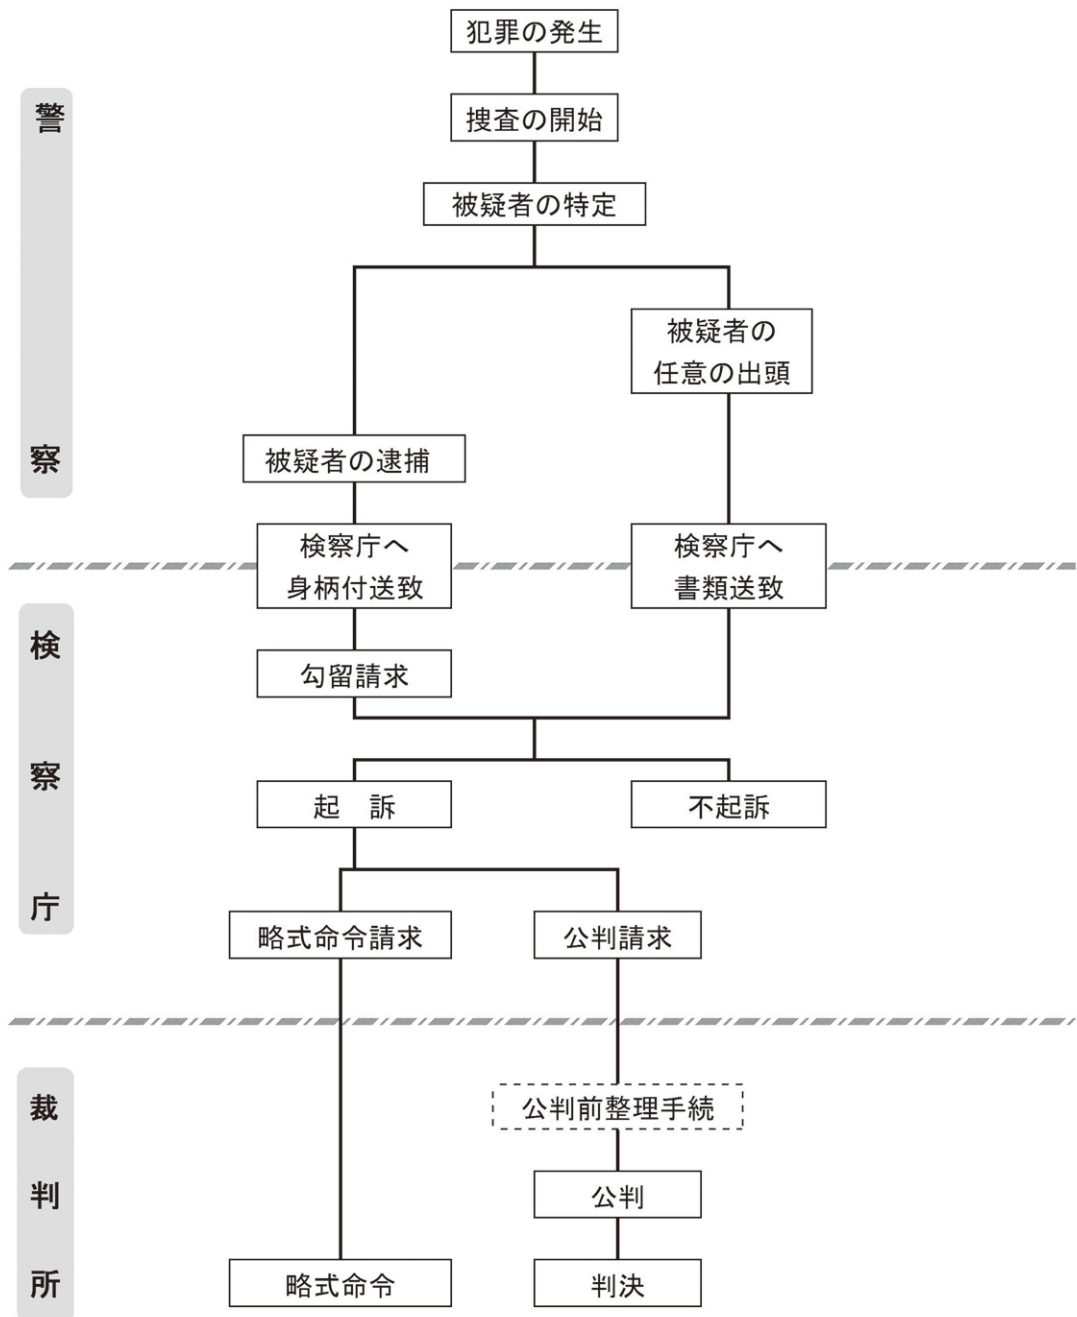 犯罪の発生
警察
捜査の開始
被疑者の特定
被疑者の
任意の出頭
被疑者の逮捕
検察庁へ
身柄付送致
検察庁へ
書類送致
検察庁
勾留請求
起　訴
不起訴
略式命令請求
公判請求
裁判所
公判前整理手続
公判
略式命令
判決